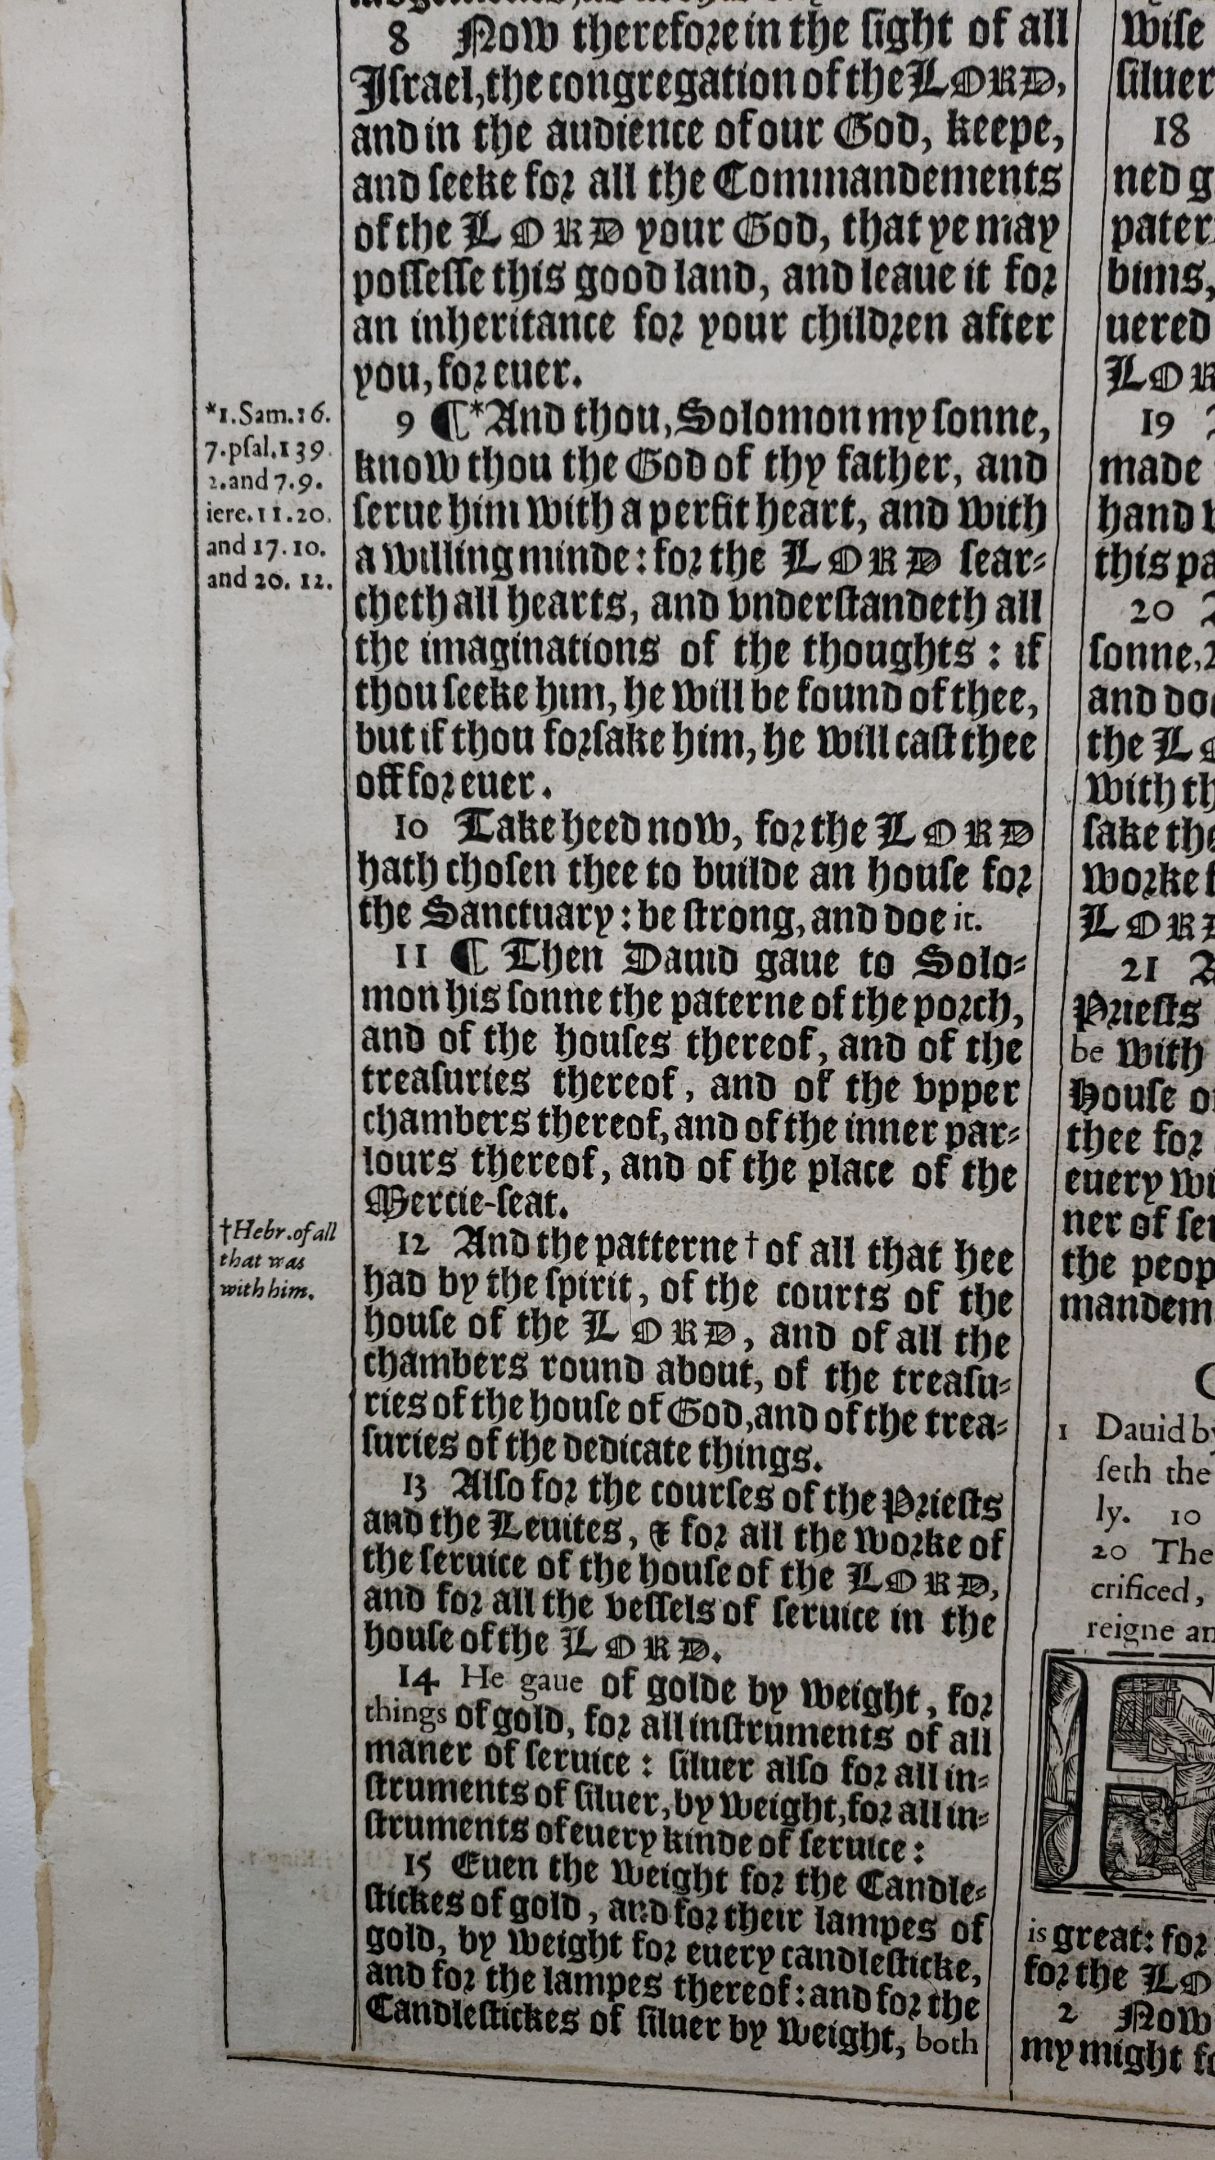 8 Now therefore in the ſight of all
Iſrael, the congregation of the LORD,
and in the audience of our God, keepe,
and ſeeke for all the Commandements
of the LORD your God, that ye may
poſſeſſe this good land, and leaue it for
an inheritance for your children after
you, for euer.
9 ¶ *And thou, Solomon my ſonne,
know thou the God of thy father, and
ſerue him with a perfit heart, and with
a willing minde: for the LORD ſear-
cheth all hearts, and vnderſtandeth all
the imaginations of the thoughts: if
thou ſeeke him, he will be found of thee,
but if thou forſake him, he will caſt thee
off for euer.
10 Take heed now, for the LORD
hath choſen thee to builde an houſe for
the Sanctuary: be ſtrong, and doe it.
11 ¶ Then Dauid gaue to Solo-
mon his ſonne the paterne of the porch,
and of the houſes thereof, and of the
treaſuries thereof, and of the vpper
chambers thereof, and of the inner par-
lours thereof, and of the place of the
Mercie-ſeat.
12 And the patterne † of all that hee
had by the ſpirit, of the courts of the
houſe of the LORD, and of all the
chambers round about, of the treaſu-
ries of the houſe of God, and of the trea-
ſuries of the dedicate things.
13 Alſo for the courſes of the Prieſts
and the Leuites, & for all the worke of
the ſeruice of the houſe of the LORD,
and for all the veſſels of ſeruice in the
houſe of the LORD.
14 He gaue of golde by weight, for
things of gold, for all inſtruments of all
maner of ſeruice: ſiluer alſo for all in-
ſtruments of ſiluer, by weight, for all in-
ſtruments of euery kinde of ſeruice:
15 Euen the weight for the Candle-
ſtickes of gold, and for their lampes of
gold, by weight for euery candleſticke,
and for the lampes thereof: and for the
Candleſtickes of ſiluer by weight, both
*1.Sam.16.
7.pſal.139.
2.and 7.9.
iere.11.20.
and 17.10.
and 20. 12.
†Hebr. of all
that was
with him.
wiſe
ſiluer
18
ned g
pater
bims,
uered
LOR
19
made
hand
this pa
20
ſonne,
and do
the L
with th
ſake the
worke
LORD
21 A
Prieſts
be with
houſe o
thee for
euery wi
ner of ſer
the peop
mandem
1 Dauid by
ſeth the
ly. 10
20 The
crificed,
reigne an
is great: for
for the LO
2 Now
my might fo